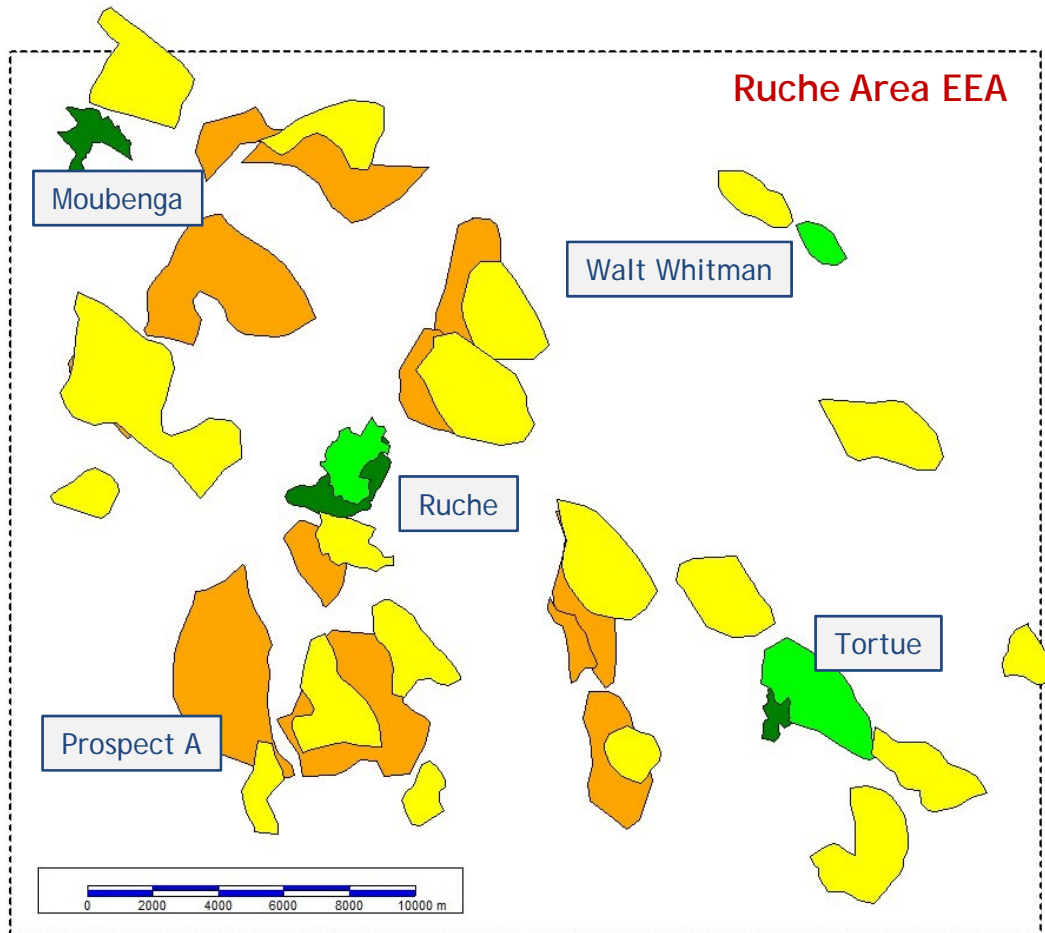 Ruche Area EEA
Moubenga
Walt Whitman
Ruche
Tortue
Prospect A
0 2000 4000 6000 8000 10000 m